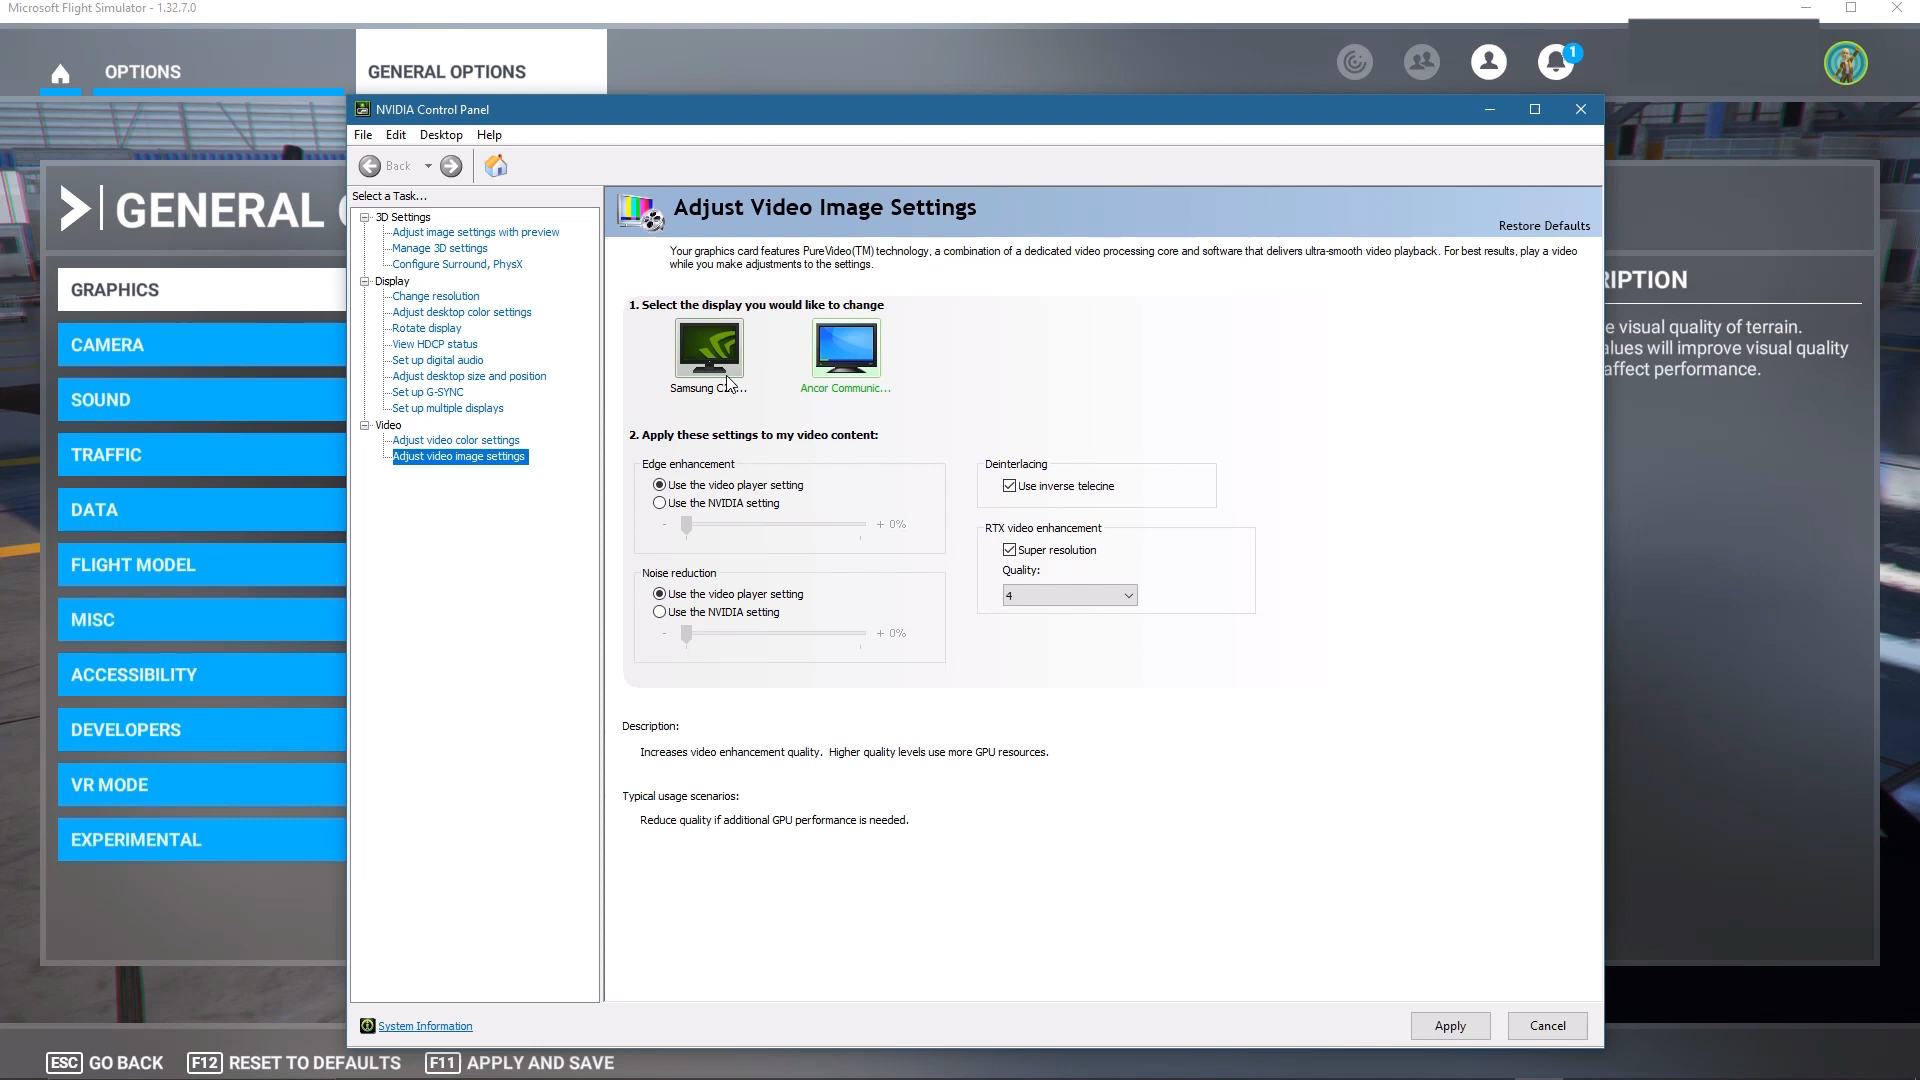 Microsoft Flight Simulator - 1.32.7.0
OPTIONS
GENERAL OPTIONS
1
NVIDIA Control Panel
File Edit Desktop Help
Back
Select a Task...
3D Settings
Adjust image settings with preview
Manage 3D settings
Configure Surround, PhysX
Display
Change resolution
Adjust desktop color settings
Rotate display
View HDCP status
Set up digital audio
Adjust desktop size and position
Set up G-SYNC
Set up multiple displays
Video
Adjust video color settings
Adjust video image settings
System Information
Adjust Video Image Settings
Restore Defaults
Your graphics card features PureVideo(TM) technology, a combination of a dedicated video processing core and software that delivers ultra-smooth video playback. For best results, play a video
while you make adjustments to the settings.
1. Select the display you would like to change
Samsung
Ancor Communic...
2. Apply these settings to my video content:
Edge enhancement
Use the video player setting
Use the NVIDIA setting
- + 0%
Noise reduction
Use the video player setting
Use the NVIDIA setting
- + 0%
Deinterlacing
Use inverse telecine
RTX video enhancement
Super resolution
Quality:
4
Description:
Increases video enhancement quality. Higher quality levels use more GPU resources.
Typical usage scenarios:
Reduce quality if additional GPU performance is needed.
Apply Cancel
GENERAL
GRAPHICS
CAMERA
SOUND
TRAFFIC
DATA
FLIGHT MODEL
MISC
ACCESSIBILITY
DEVELOPERS
VR MODE
EXPERIMENTAL
RIPTION
e visual quality of terrain.
alues will improve visual quality
affect performance.
ESC GO BACK F12 RESET TO DEFAULTS F11 APPLY AND SAVE